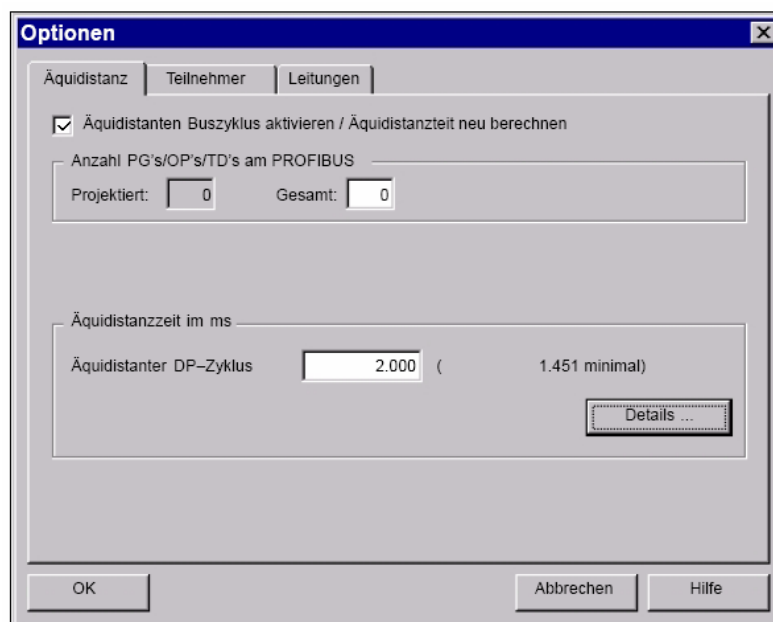 Optionen
Äquidistanz Teilnehmer Leitungen
Äquidistanten Buszyklus aktivieren / Äquidistanzteit neu berechnen
Anzahl PG's/OP's/TD's am PROFIBUS
Projektiert: 0 Gesamt: 0
Äquidistanzzeit im ms
Äquidistanter DP–Zyklus 2.000 ( 1.451 minimal)
Details ...
OK Abbrechen Hilfe